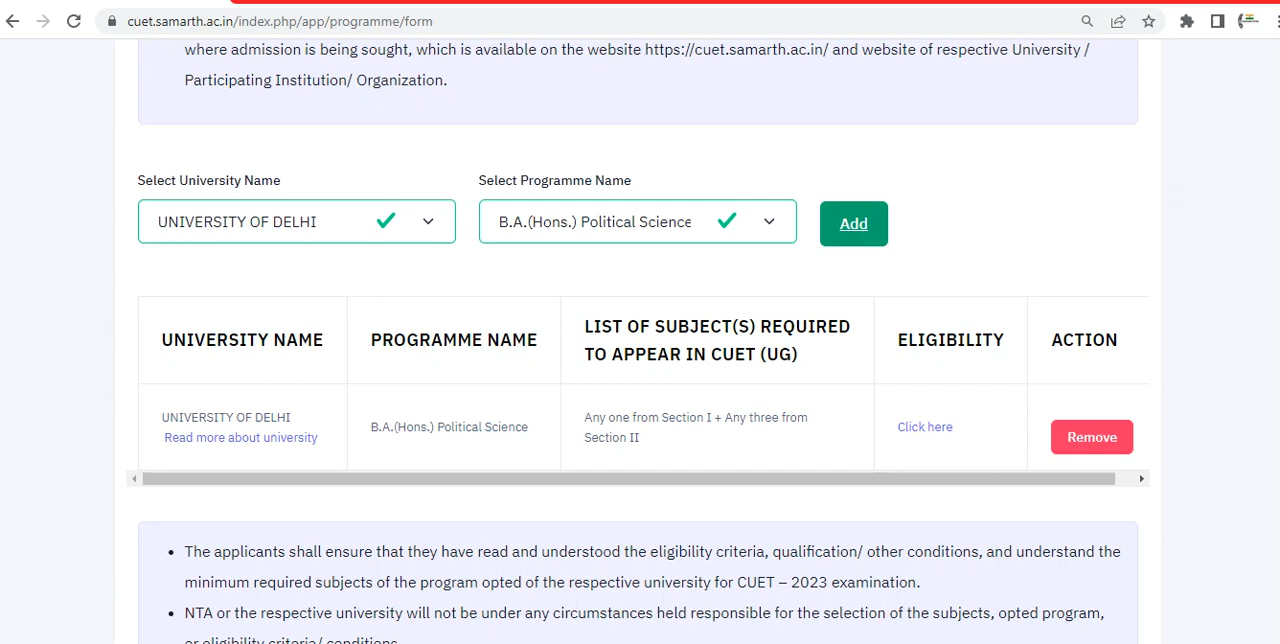 cuet.samarth.ac.in/index.php/app/programme/form
where admission is being sought, which is available on the website https://cuet.samarth.ac.in/ and website of respective University /
Participating Institution/ Organization.
Select University Name
Select Programme Name
UNIVERSITY OF DELHI
B.A.(Hons.) Political Science
Add
UNIVERSITY NAME
PROGRAMME NAME
LIST OF SUBJECT(S) REQUIRED
TO APPEAR IN CUET (UG)
ELIGIBILITY
ACTION
UNIVERSITY OF DELHI
Read more about university
B.A.(Hons.) Political Science
Any one from Section I + Any three from
Section II
Click here
Remove
• The applicants shall ensure that they have read and understood the eligibility criteria, qualification/ other conditions, and understand the
minimum required subjects of the program opted of the respective university for CUET – 2023 examination.
• NTA or the respective university will not be under any circumstances held responsible for the selection of the subjects, opted program,
or eligibility criteria/ conditions.